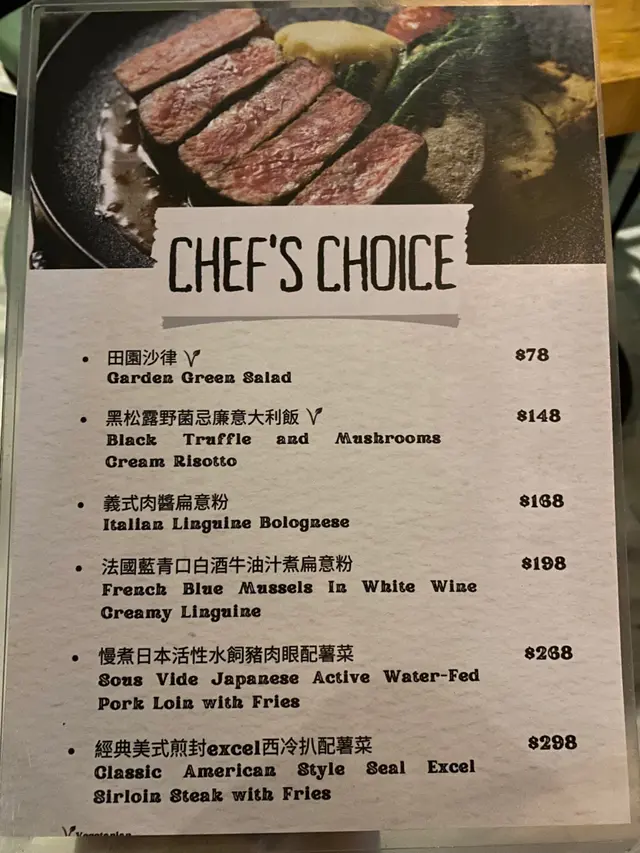 CHEF'S CHOICE
• 田園沙律 $78
Garden Green Salad
• 黑松露野菌忌廉意大利飯 $148
Black Truffle and Mushrooms
Cream Risotto
• 義式肉醬扁意粉 $168
Italian Linguine Bolognese
• 法國藍青口白酒牛油汁煮扁意粉 $198
French Blue Mussels In White Wine
Creamy Linguine
• 慢煮日本活性水飼豬肉眼配薯菜 $268
Sous Vide Japanese Active Water-Fed
Pork Loin with Fries
• 經典美式煎封excel西冷扒配薯菜 $298
Classic American Style Seal Excel
Sirloin Steak with Fries
Vegetarian